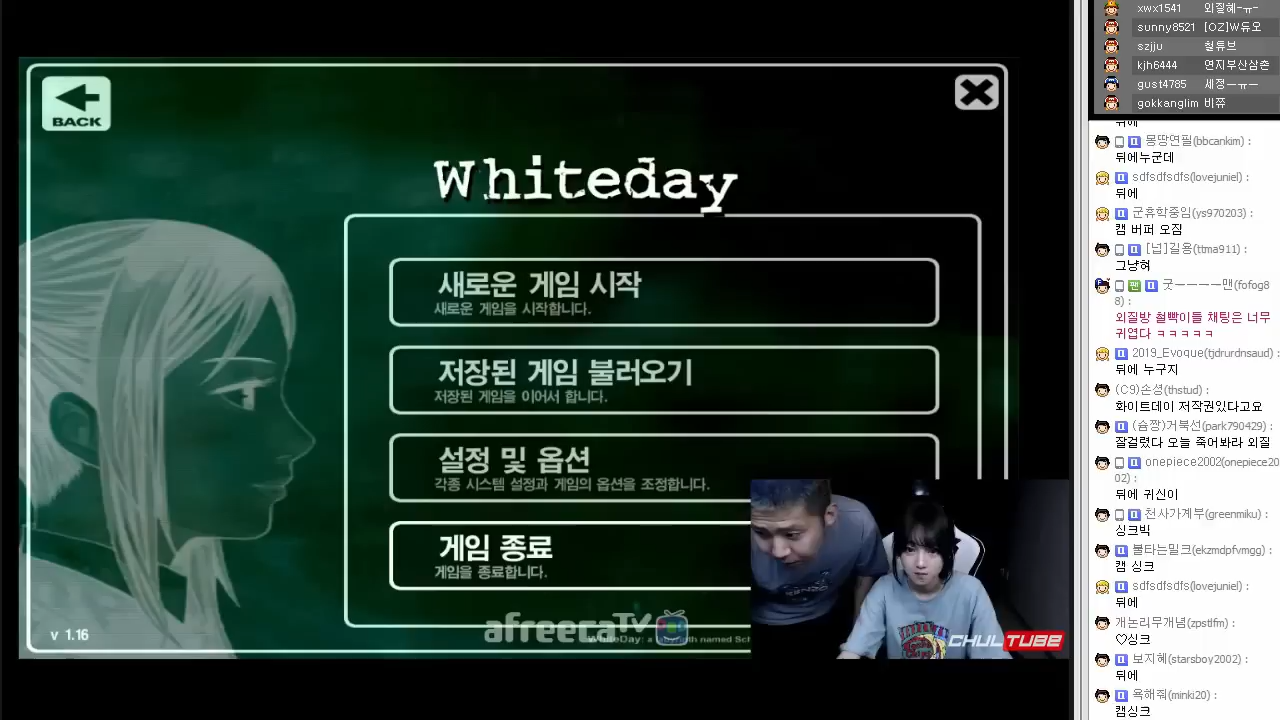 BACK
Whiteday
새로운 게임 시작
새로운 게임을 시작합니다.
저장된 게임 불러오기
저장된 게임을 이어서 합니다.
설정 및 옵션
각종 시스템 설정과 게임의 옵션을 조정합니다.
게임 종료
게임을 종료합니다.
v 1.16
afreecaTV
WhiteDay: a labyrinth named Sch
CHULTUBE
xwx1541 외질혜-ㅠ-
sunny8521 [OZ]W듀오
szjju 철튜브
kjh6444 연지부산삼촌
gust4785 세정ㅡㅠㅡ
gokkanglim 비쮸
뒤에
몽땅연필(bbcankim) :
뒤에누군데
sdfsdfsdfs(lovejuniel) :
뒤에
군휴학중임(ys970203) :
캠 버퍼 오짐
[넙]길용(ttma911) :
그냥혀
굿ㅡㅡㅡㅡ맨(fofog8
8) :
외질방 철빡이들 채팅은 너무
귀엽다 ㅋㅋㅋㅋㅋ
2019_Evoque(tjdrurdnsaud) :
뒤에 누구지
(C9)손성(thstud) :
화이트데이 저작권있다고요
(슘짱)거북선(park790429) :
잘걸렸다 오늘 죽어봐라 외질
onepiece2002(onepiece20
02) :
뒤에 귀신이
천사가계부(greenmiku) :
싱크빅
불타는밀크(ekzmdpfvmgg) :
캠 싱크
sdfsdfsdfs(lovejuniel) :
뒤에
개논리무개념(zpstfm) :
♡싱크
보지혜(starsboy2002) :
뒤에
욕해줘(minki20) :
캠싱크